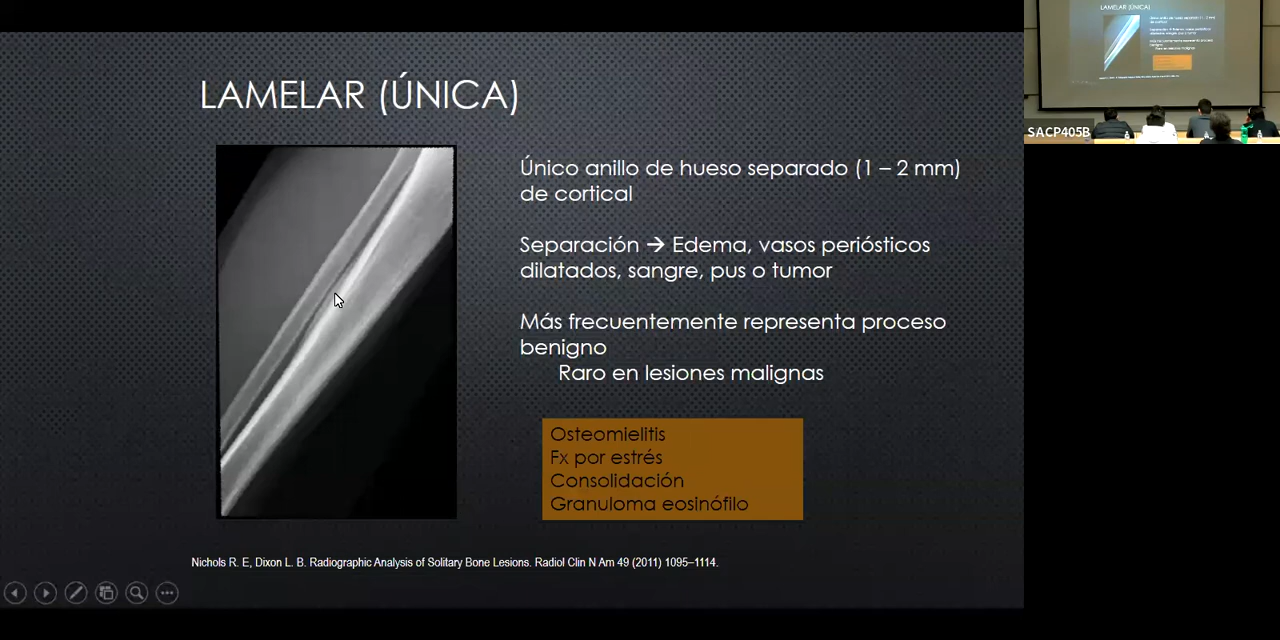 LAMELAR (ÚNICA)
Único anillo de hueso separado (1 – 2 mm)
de cortical
Separación → Edema, vasos periósticos
dilatados, sangre, pus o tumor
Más frecuentemente representa proceso
benigno
Raro en lesiones malignas
Osteomielitis
Fx por estrés
Consolidación
Granuloma eosinófilo
Nichols R. E, Dixon L. B. Radiographic Analysis of Solitary Bone Lesions. Radiol Clin N Am 49 (2011) 1095–1114.
LAMELAR (ÚNICA)
SACP405B